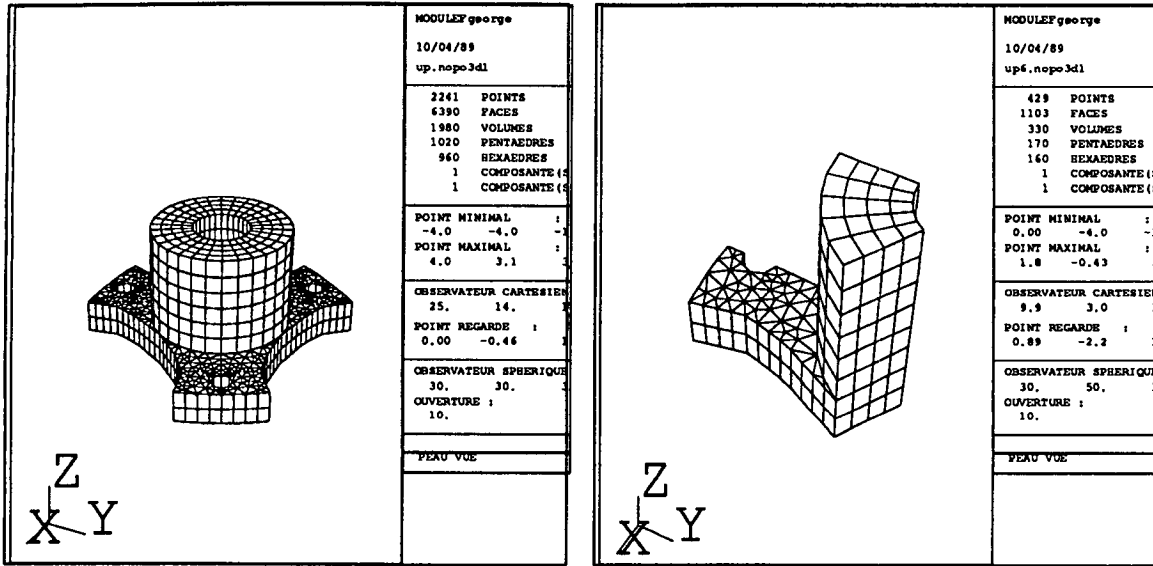 MODULEF george
10/04/89
up.nopo3d1
2241 POINTS
6390 FACES
1980 VOLUMES
1020 PENTAEDRES
960 HEXAEDRES
1 COMPOSANTE(S
1 COMPOSANTE(S
POINT MINIMAL :
-4.0 -4.0
POINT MAXIMAL :
4.0 3.1
OBSERVATEUR CARTESIEN
25. 14.
POINT REGARDE :
0.00 -0.46
OBSERVATEUR SPHERIQUE
30. 30.
OUVERTURE :
10.
PEAU VUE
Z
X Y
MODULEF george
10/04/89
up6.nopo3d1
429 POINTS
1103 FACES
330 VOLUMES
170 PENTAEDRES
160 HEXAEDRES
1 COMPOSANTE(S
1 COMPOSANTE(S
POINT MINIMAL :
0.00 -4.0
POINT MAXIMAL :
1.8 -0.43
OBSERVATEUR CARTESIEN
9.9 3.0
POINT REGARDE :
0.89 -2.2
OBSERVATEUR SPHERIQUE
30. 50.
OUVERTURE :
10.
PEAU VUE
Z
X Y